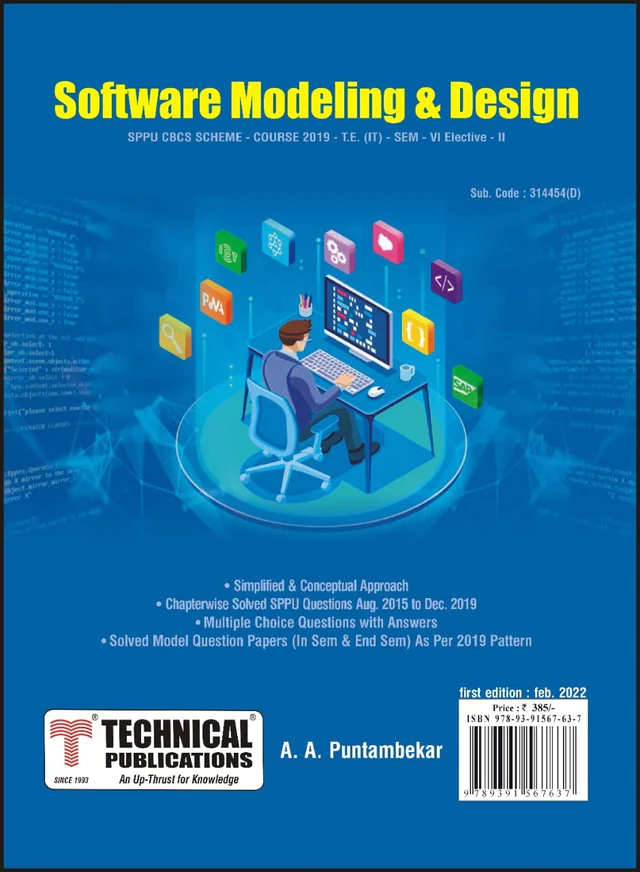 Software Modeling & Design
SPPU CBCS SCHEME - COURSE 2019 - T.E. (IT) - SEM - VI Elective - II
Sub. Code : 314454(D)
PWA
</>
{}
SAP
• Simplified & Conceptual Approach
• Chapterwise Solved SPPU Questions Aug. 2015 to Dec. 2019
• Multiple Choice Questions with Answers
• Solved Model Question Papers (In Sem & End Sem) As Per 2019 Pattern
first edition : feb. 2022
Price : ₹ 385/-
ISBN 978-93-91567-63-7
9 789391 567637
® TECHNICAL®
PUBLICATIONS
SINCE 1993 An Up-Thrust for Knowledge
A. A. Puntambekar